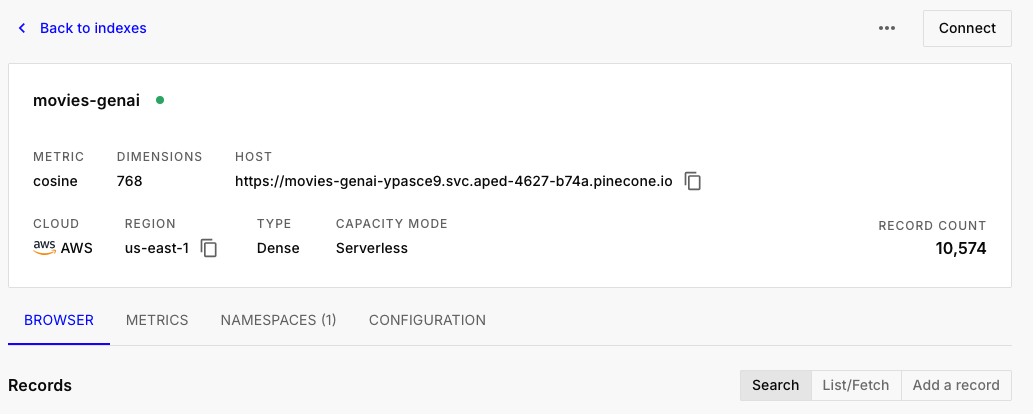 Back to indexes
Connect
movies-genai
METRIC DIMENSIONS HOST
cosine 768 https://movies-genai-ypasce9.svc.aped-4627-b74a.pinecone.io
CLOUD REGION TYPE CAPACITY MODE RECORD COUNT
aws AWS us-east-1 Dense Serverless 10,574
BROWSER METRICS NAMESPACES (1) CONFIGURATION
Records Search List/Fetch Add a record